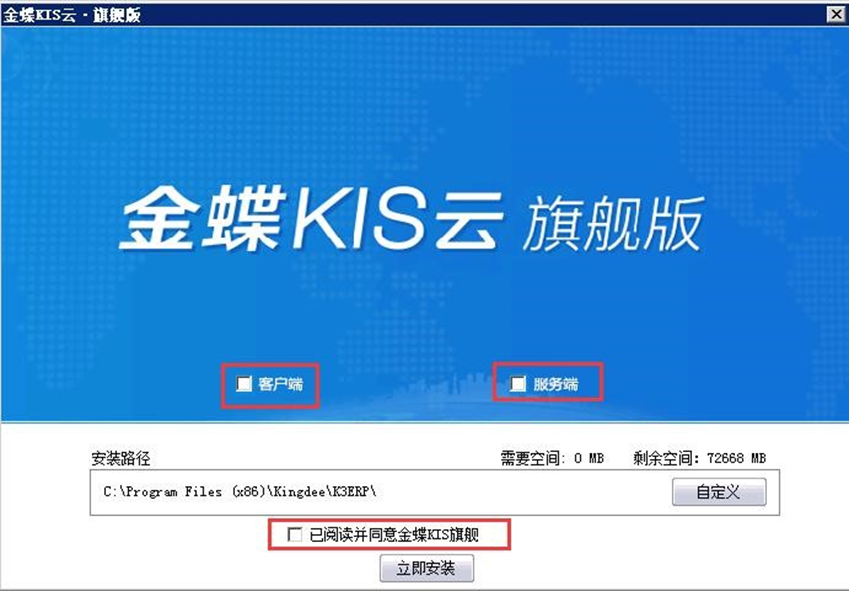 金蝶KIS云·旗舰版
金蝶KIS云 旗舰版
客户端 服务端
安装路径 需要空间: 0 MB 剩余空间: 72668 MB
C:\Program Files (x86)\Kingdee\K3ERP\ 自定义
已阅读并同意金蝶KIS旗舰
立即安装